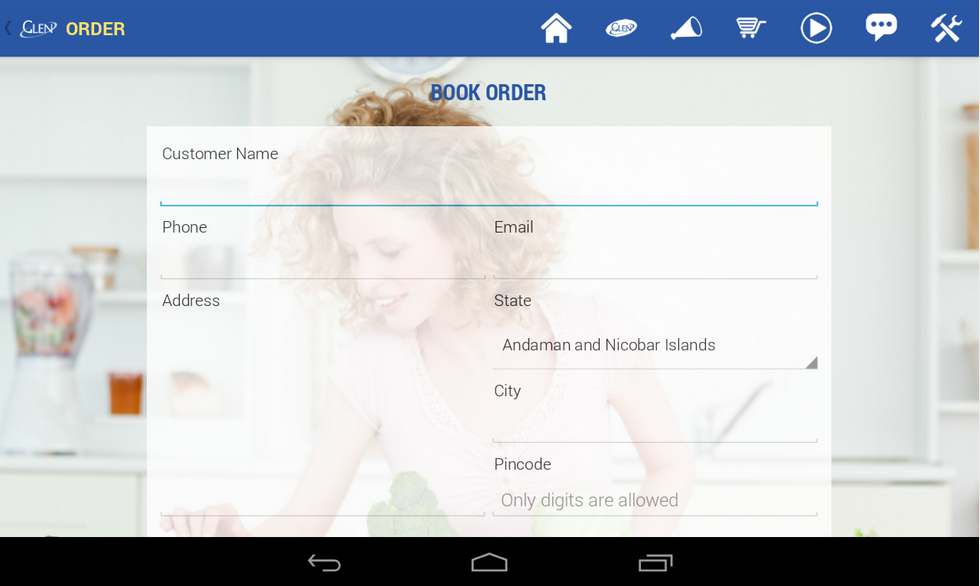 GLEN ORDER
GLEN
BOOK ORDER
Customer Name
Phone
Email
Address
State
Andaman and Nicobar Islands
City
Pincode
Only digits are allowed